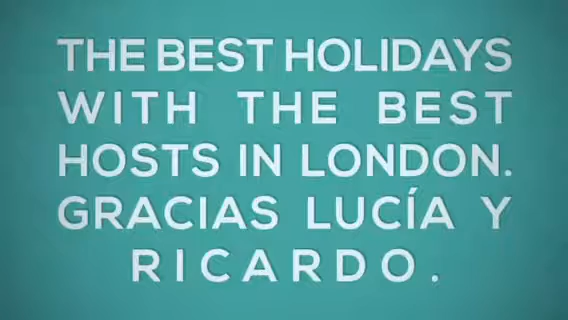 THE BEST HOLIDAYS
WITH THE BEST
HOSTS IN LONDON.
GRACIAS LUCÍA Y
RICARDO.